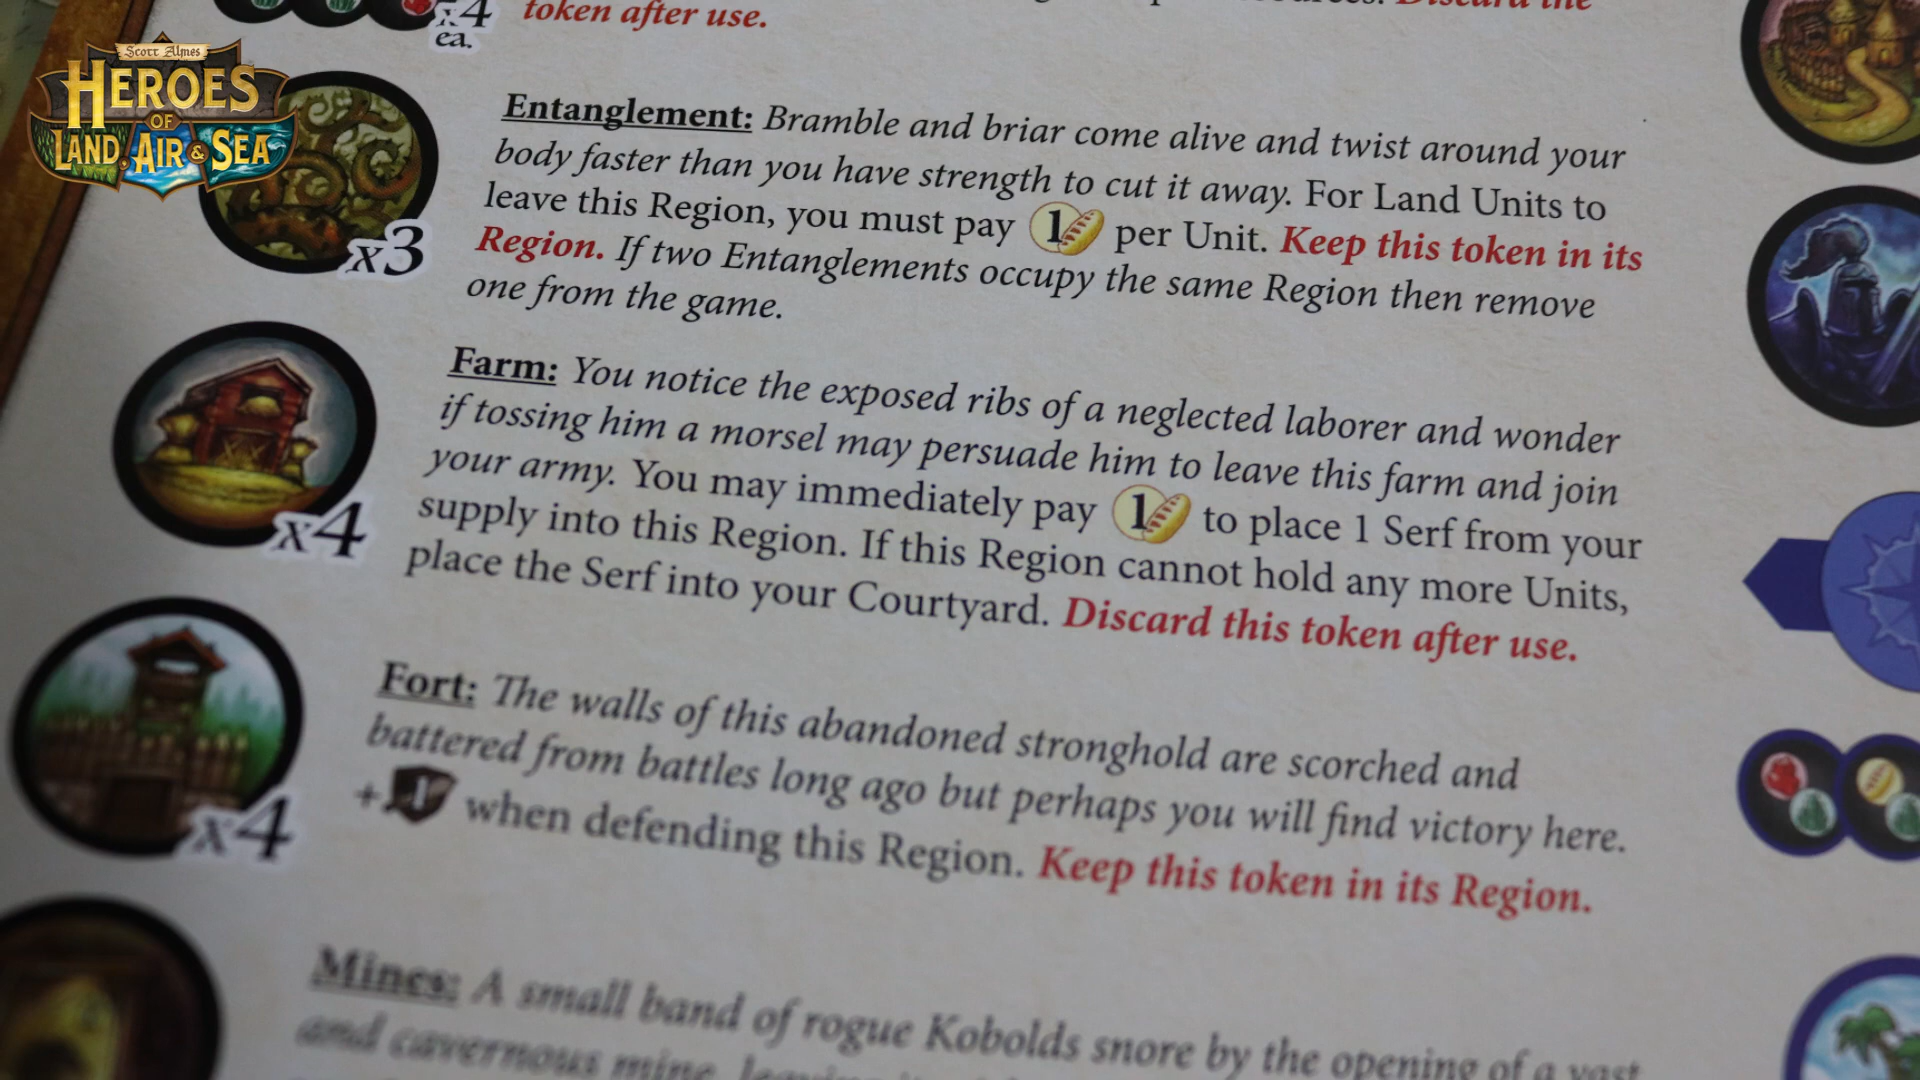 x4
ea.
token after use.
Discard the
Scott Almes
HEROES
OF
LAND, AIR & SEA
x3
Entanglement: Bramble and briar come alive and twist around your
body faster than you have strength to cut it away. For Land Units to
leave this Region, you must pay 1 per Unit. Keep this token in its
Region. If two Entanglements occupy the same Region then remove
one from the game.
x4
Farm: You notice the exposed ribs of a neglected laborer and wonder
if tossing him a morsel may persuade him to leave this farm and join
your army. You may immediately pay 1 to place 1 Serf from your
supply into this Region. If this Region cannot hold any more Units,
place the Serf into your Courtyard. Discard this token after use.
x4
Fort: The walls of this abandoned stronghold are scorched and
battered from battles long ago but perhaps you will find victory here.
+1 when defending this Region. Keep this token in its Region.
Mines: A small band of rogue Kobolds snore by the opening of a vast
and cavernous mine,